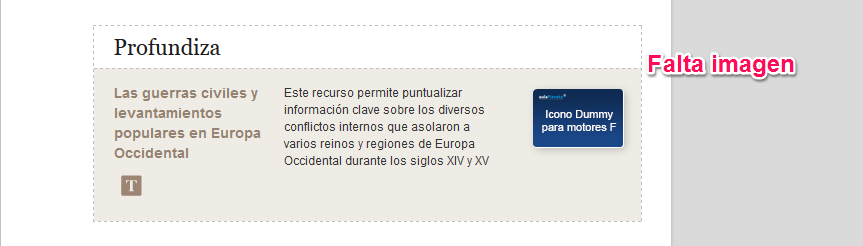 Profundiza
Falta imagen
Las guerras civiles y
levantamientos
populares en Europa
Occidental
T
Este recurso permite puntualizar
información clave sobre los diversos
conflictos internos que asolaron a
varios reinos y regiones de Europa
Occidental durante los siglos XIV y XV
aulaPlaneta
Icono Dummy
para motores F